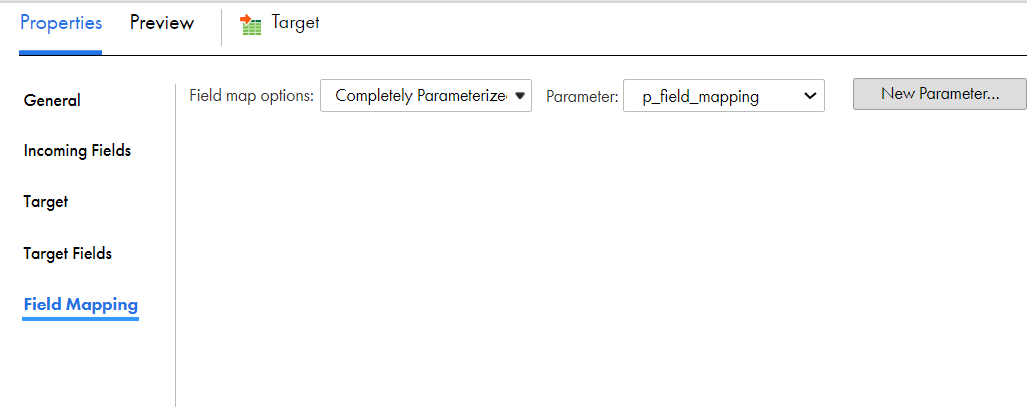 Properties Preview Target
General
Field map options: Completely Parameterize Parameter: p_field_mapping New Parameter...
Incoming Fields
Target
Target Fields
Field Mapping